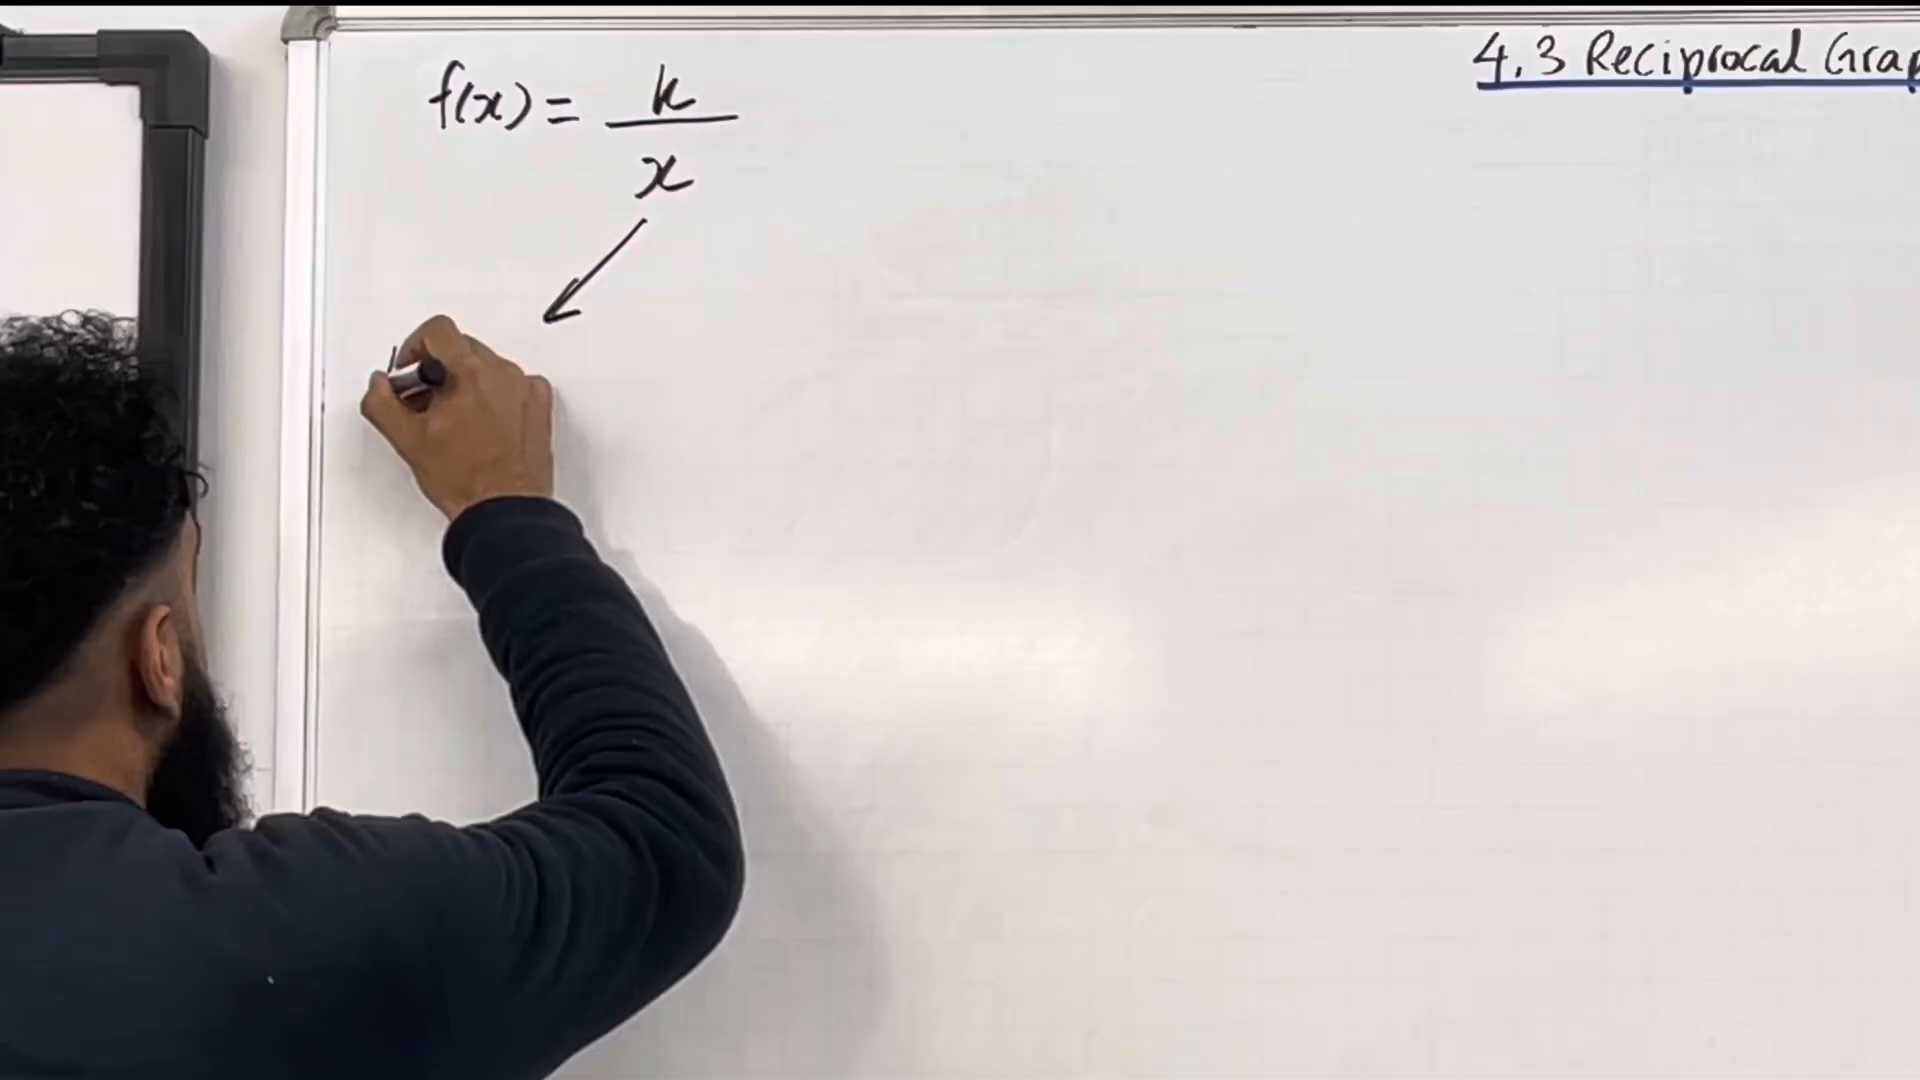 4.3 Reciprocal Grap
f(x) = k/x